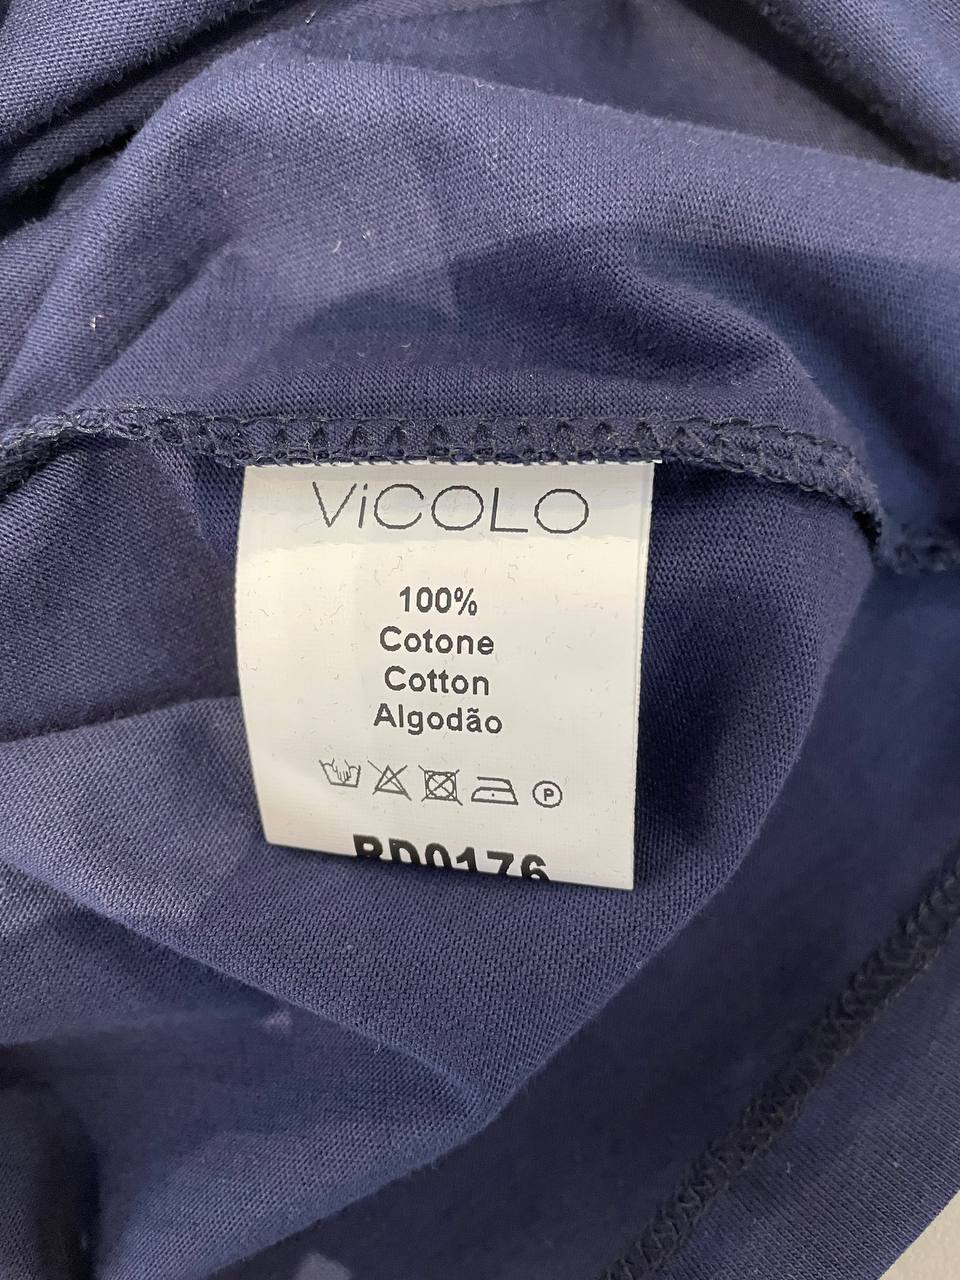 ViCOLO
100%
Cotone
Cotton
Algodão
P